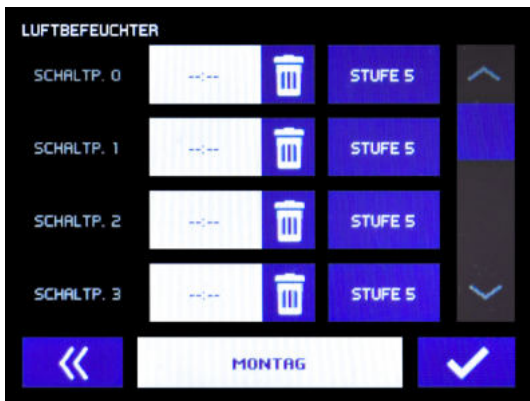 LUFTBEFEUCHTER
SCHALTP. 0 --:-- STUFE 5
SCHALTP. 1 --:-- STUFE 5
SCHALTP. 2 --:-- STUFE 5
SCHALTP. 3 --:-- STUFE 5
MONTAG